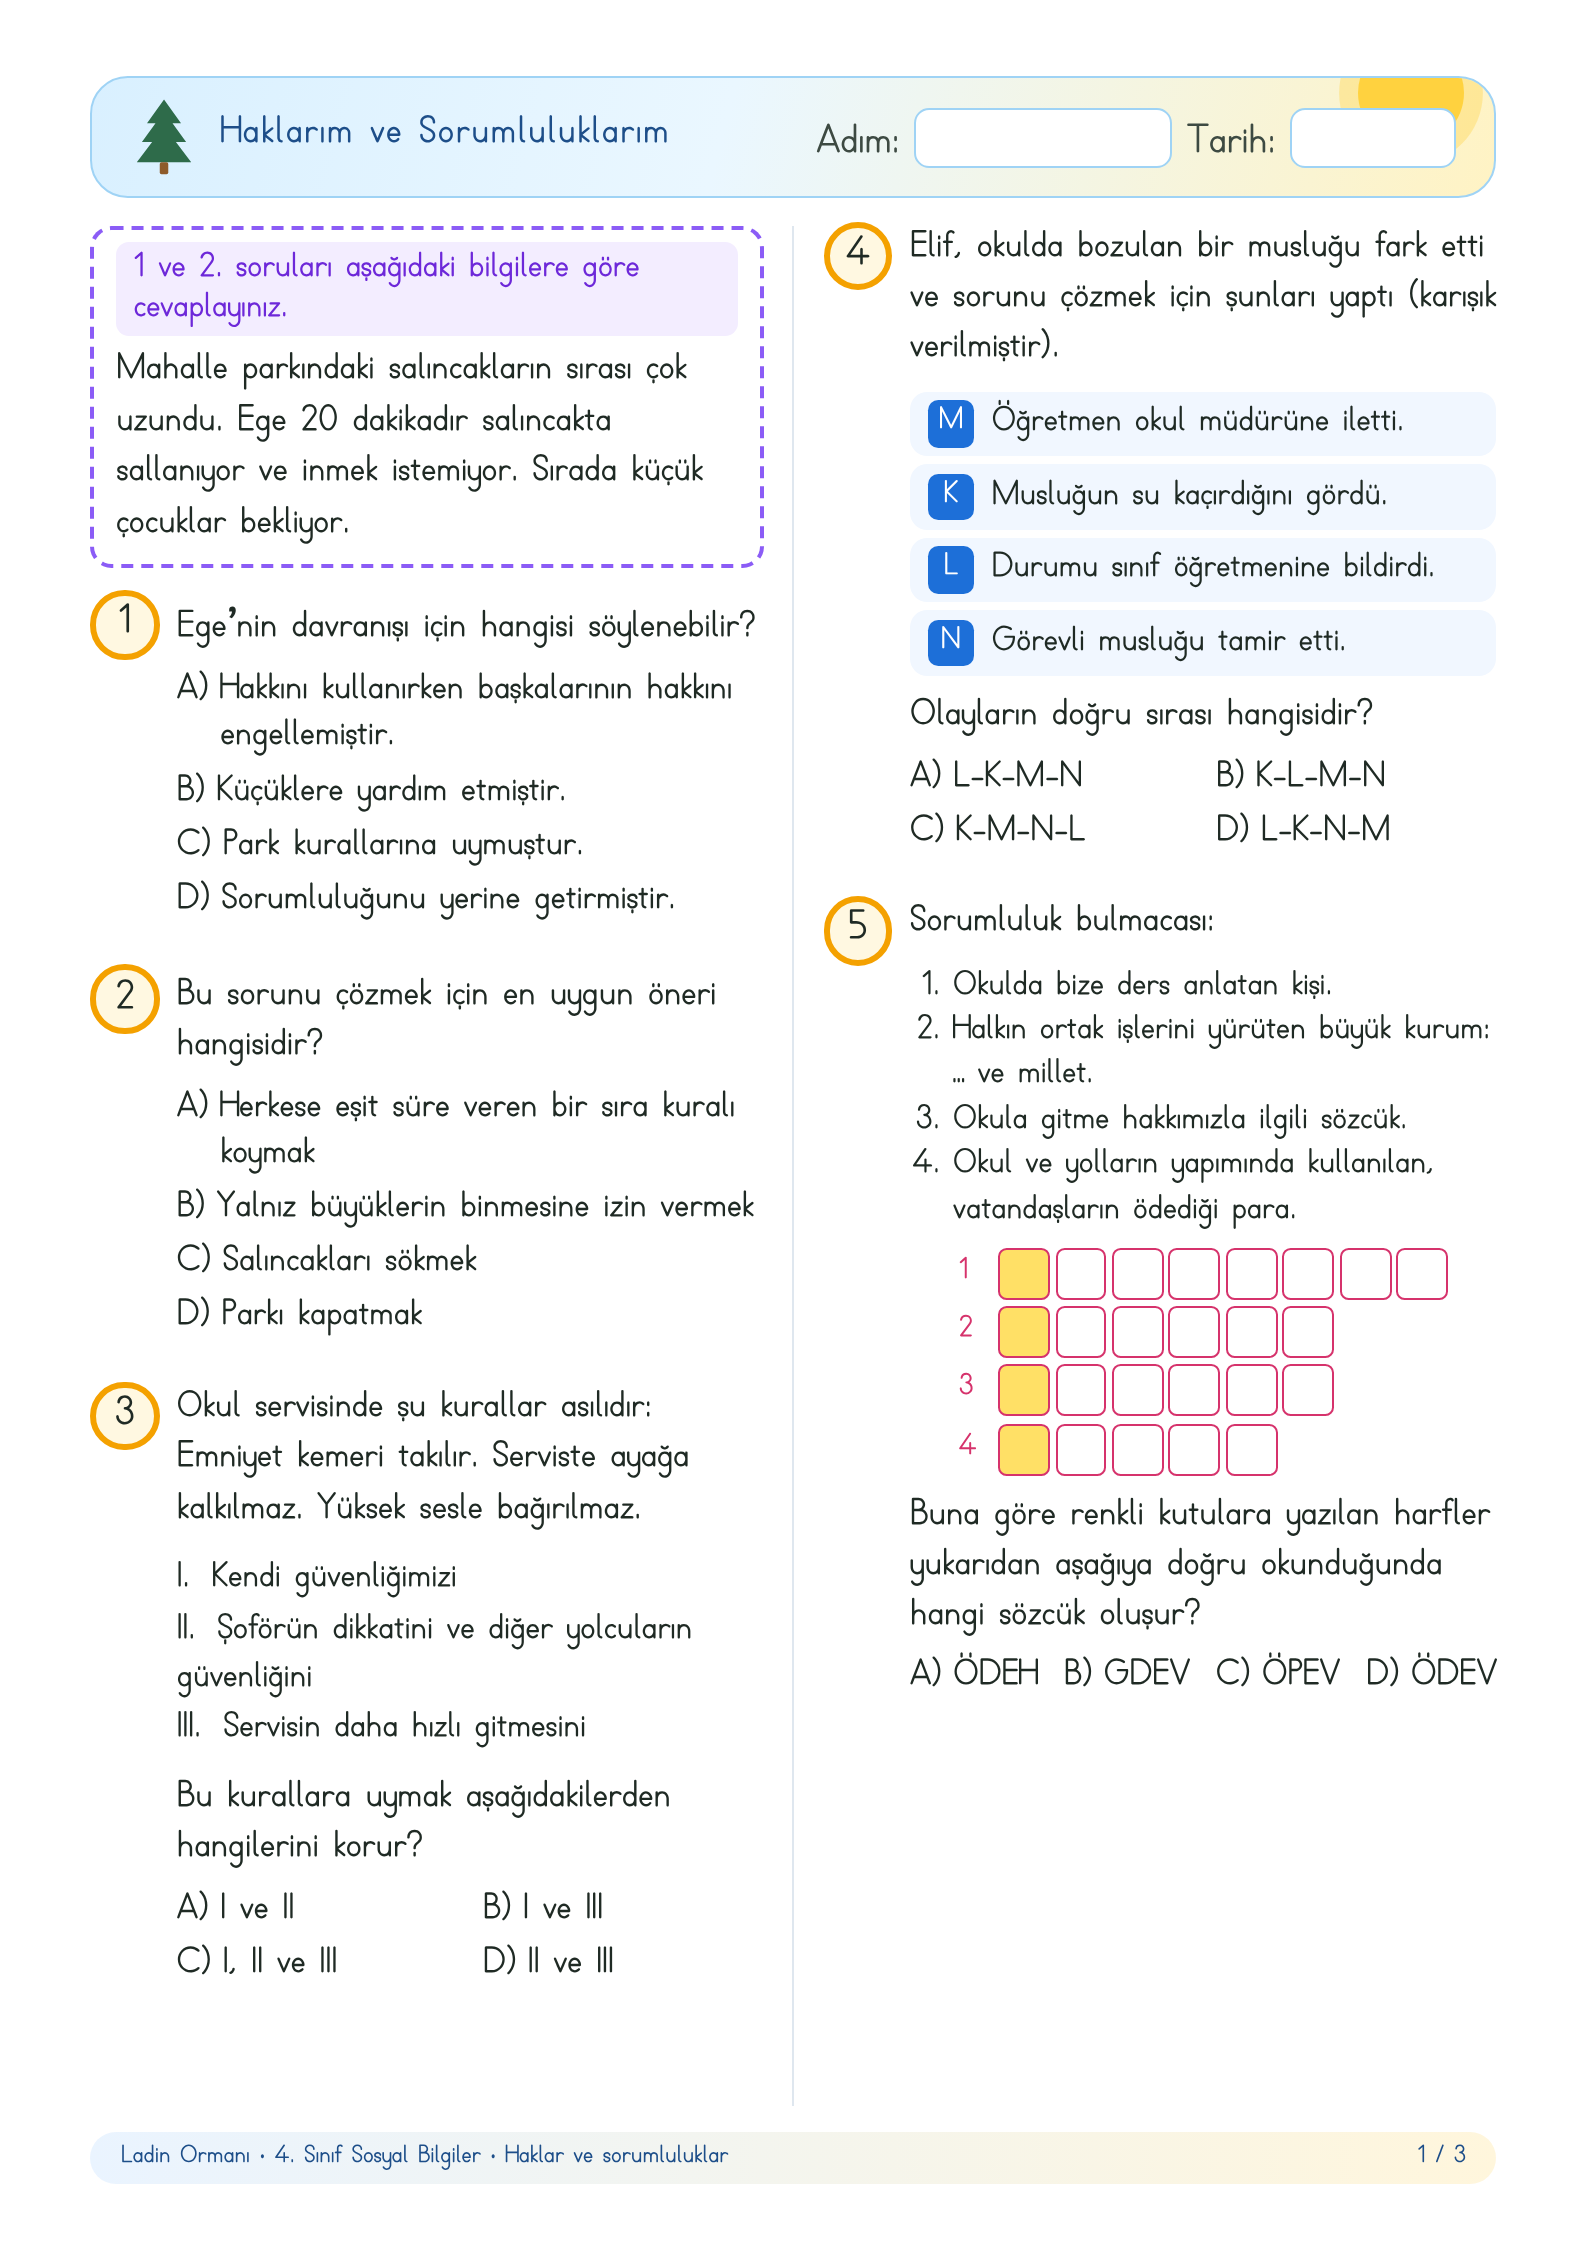 Haklarım ve Sorumluluklarım
Adım:
Tarih:
1 ve 2. soruları aşağıdaki bilgilere göre
cevaplayınız.
Mahalle parkındaki salıncakların sırası çok
uzundu. Ege 20 dakikadır salıncakta
sallanıyor ve inmek istemiyor. Sırada küçük
çocuklar bekliyor.
1
Ege’nin davranışı için hangisi söylenebilir?
A) Hakkını kullanırken başkalarının hakkını
engellemiştir.
B) Küçüklere yardım etmiştir.
C) Park kurallarına uymuştur.
D) Sorumluluğunu yerine getirmiştir.
2
Bu sorunu çözmek için en uygun öneri
hangisidir?
A) Herkese eşit süre veren bir sıra kuralı
koymak
B) Yalnız büyüklerin binmesine izin vermek
C) Salıncakları sökmek
D) Parkı kapatmak
3
Okul servisinde şu kurallar asılıdır:
Emniyet kemeri takılır. Serviste ayağa
kalkılmaz. Yüksek sesle bağırılmaz.
I. Kendi güvenliğimizi
II. Şoförün dikkatini ve diğer yolcuların
güvenliğini
III. Servisin daha hızlı gitmesini
Bu kurallara uymak aşağıdakilerden
hangilerini korur?
A) I ve II B) I ve III
C) I, II ve III D) II ve III
4
Elif, okulda bozulan bir musluğu fark etti
ve sorunu çözmek için şunları yaptı (karışık
verilmiştir).
M Öğretmen okul müdürüne iletti.
K Musluğun su kaçırdığını gördü.
L Durumu sınıf öğretmenine bildirdi.
N Görevli musluğu tamir etti.
Olayların doğru sırası hangisidir?
A) L-K-M-N B) K-L-M-N
C) K-M-N-L D) L-K-N-M
5
Sorumluluk bulmacası:
1. Okulda bize ders anlatan kişi.
2. Halkın ortak işlerini yürüten büyük kurum:
… ve millet.
3. Okula gitme hakkımızla ilgili sözcük.
4. Okul ve yolların yapımında kullanılan,
vatandaşların ödediği para.
1
2
3
4
Buna göre renkli kutulara yazılan harfler
yukarıdan aşağıya doğru okunduğunda
hangi sözcük oluşur?
A) ÖDEH B) GDEV C) ÖPEV D) ÖDEV
Ladin Ormanı • 4. Sınıf Sosyal Bilgiler • Haklar ve sorumluluklar
1 / 3